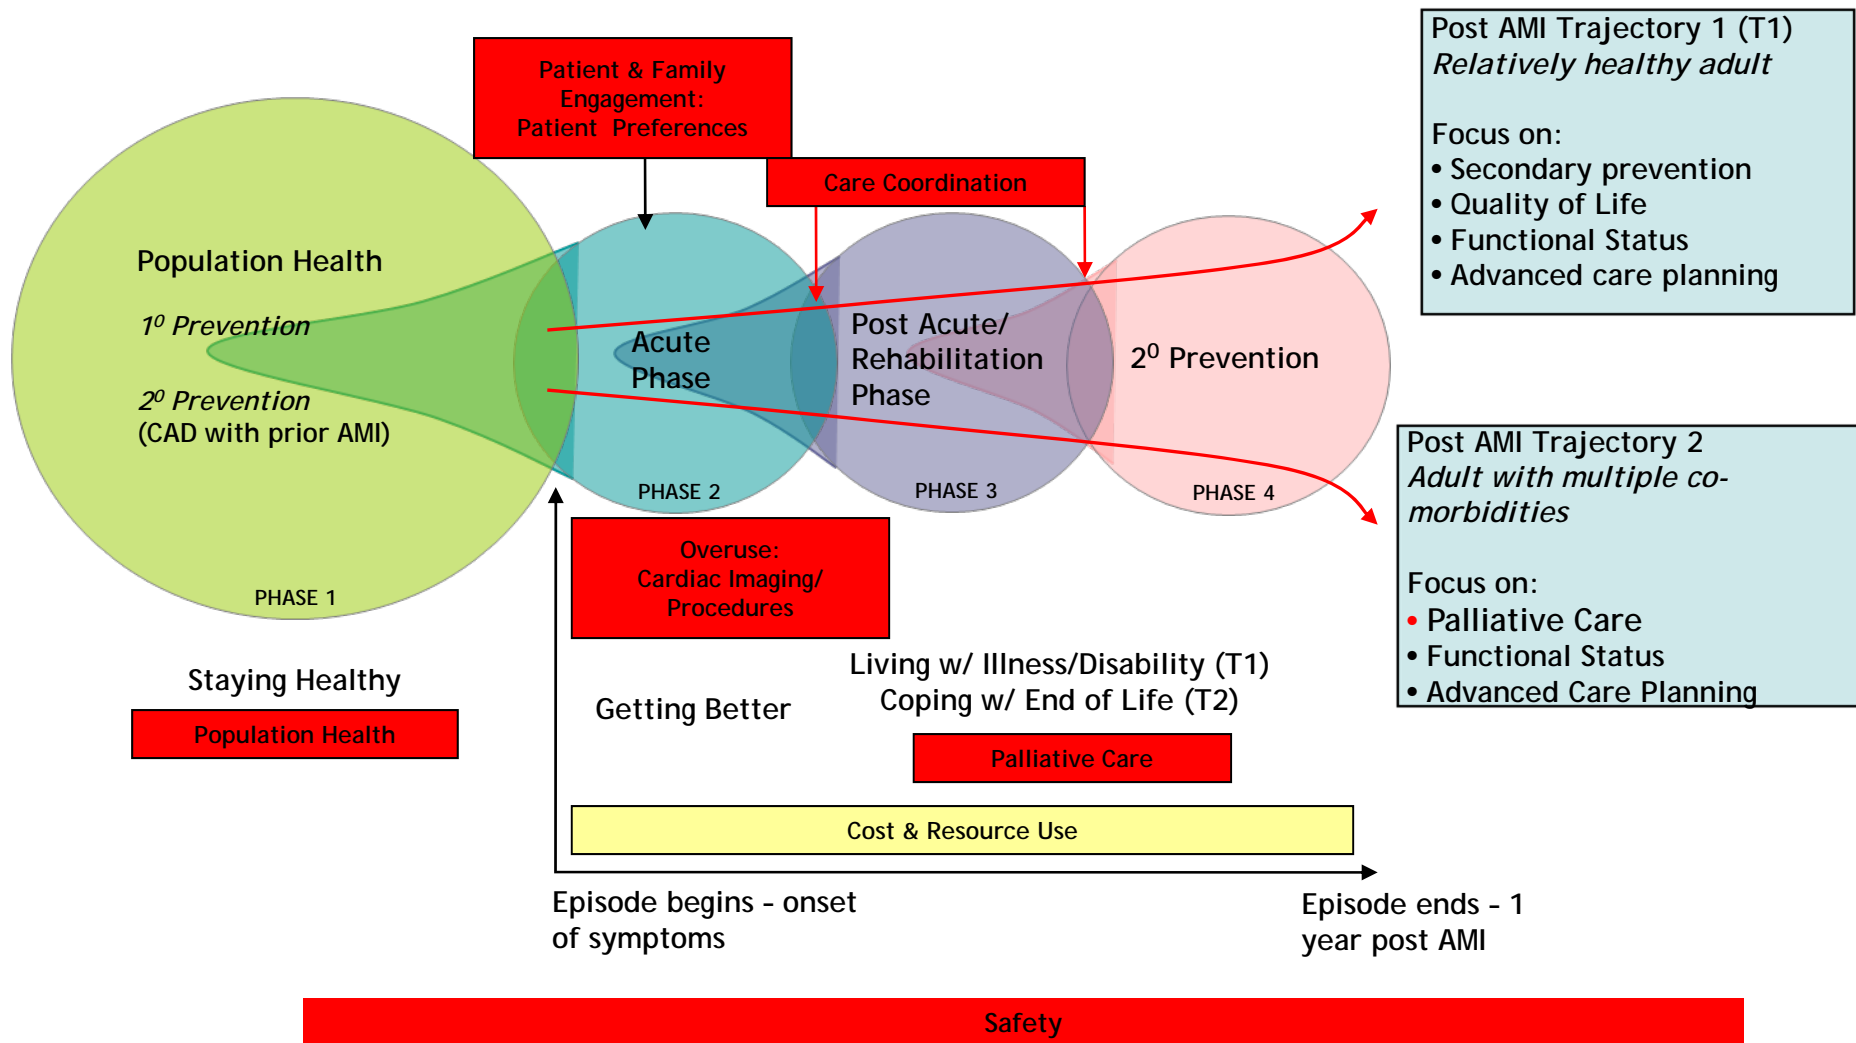 Patient & Family
Engagement:
Patient Preferences
Care Coordination
Population Health
1⁰ Prevention
2⁰ Prevention
(CAD with prior AMI)
PHASE 1
Acute
Phase
PHASE 2
Post Acute/
Rehabilitation
Phase
PHASE 3
2⁰ Prevention
PHASE 4
Post AMI Trajectory 1 (T1)
Relatively healthy adult
Focus on:
• Secondary prevention
• Quality of Life
• Functional Status
• Advanced care planning
Post AMI Trajectory 2
Adult with multiple co-
morbidities
Focus on:
• Palliative Care
• Functional Status
• Advanced Care Planning
Overuse:
Cardiac Imaging/
Procedures
Staying Healthy
Population Health
Getting Better
Living w/ Illness/Disability (T1)
Coping w/ End of Life (T2)
Palliative Care
Cost & Resource Use
Episode begins – onset
of symptoms
Episode ends – 1
year post AMI
Safety